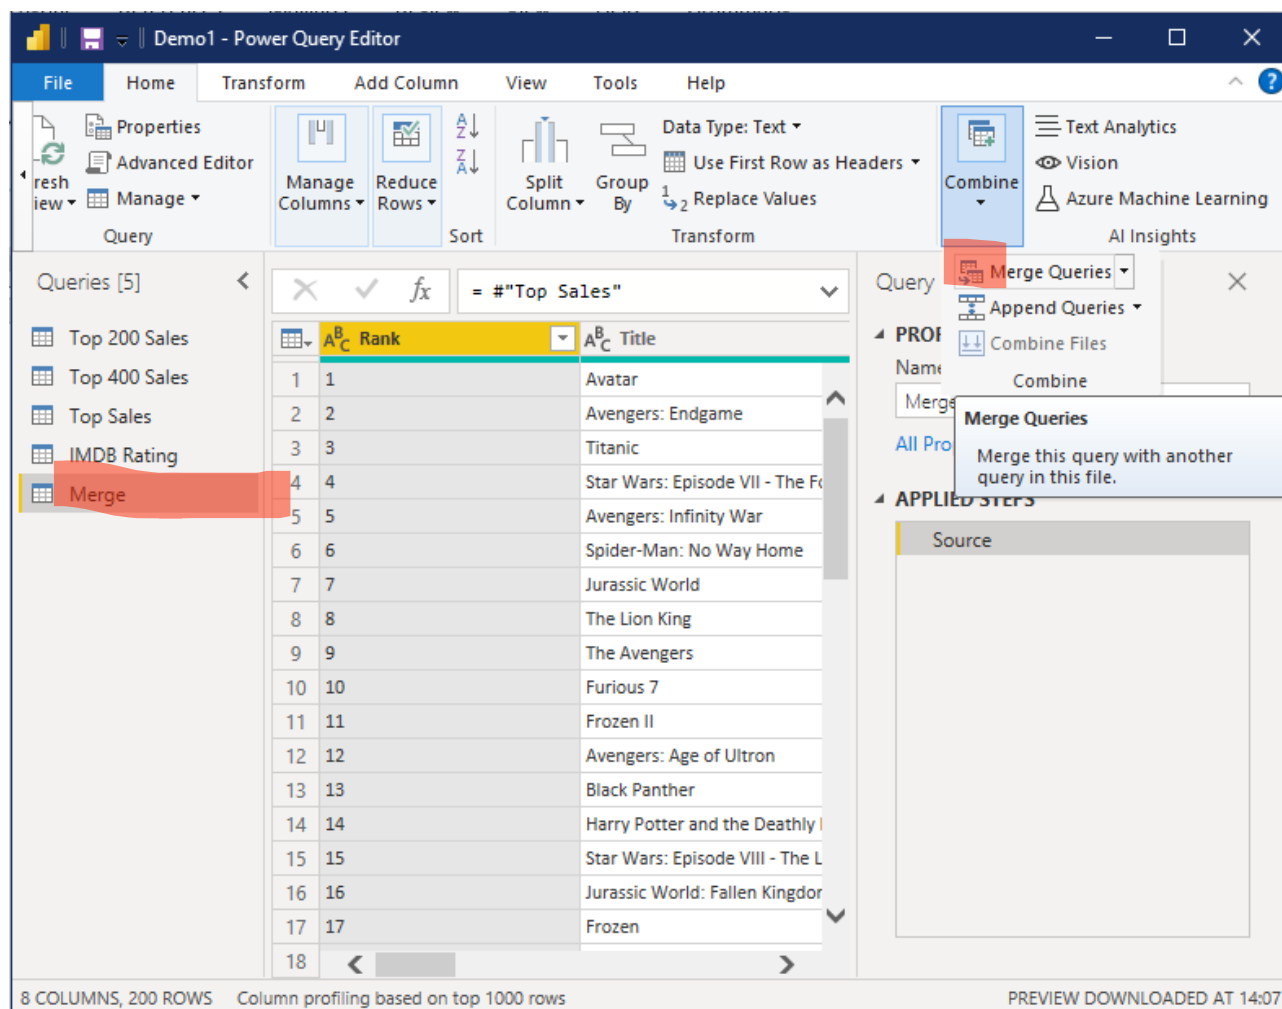 Demo1 - Power Query Editor
File Home Transform Add Column View Tools Help
Properties
Advanced Editor
Manage
resh
iew
Query
Manage
Columns
Reduce
Rows
Sort
Split
Column
Group
By
Data Type: Text
Use First Row as Headers
Replace Values
Transform
Combine
Text Analytics
Vision
Azure Machine Learning
AI Insights
Merge Queries
Append Queries
Combine Files
Combine
Merge Queries
Merge this query with another
query in this file.
Queries [5]
Top 200 Sales
Top 400 Sales
Top Sales
IMDB Rating
Merge
fx = #"Top Sales"
ABC Rank ABC Title
1 1 Avatar
2 2 Avengers: Endgame
3 3 Titanic
4 4 Star Wars: Episode VII - The Fo
5 5 Avengers: Infinity War
6 6 Spider-Man: No Way Home
7 7 Jurassic World
8 8 The Lion King
9 9 The Avengers
10 10 Furious 7
11 11 Frozen II
12 12 Avengers: Age of Ultron
13 13 Black Panther
14 14 Harry Potter and the Deathly
15 15 Star Wars: Episode VIII - The L
16 16 Jurassic World: Fallen Kingdor
17 17 Frozen
18
Query
PROP
Name
Merge
All Pro
APPLIED STEPS
Source
8 COLUMNS, 200 ROWS Column profiling based on top 1000 rows
PREVIEW DOWNLOADED AT 14:07